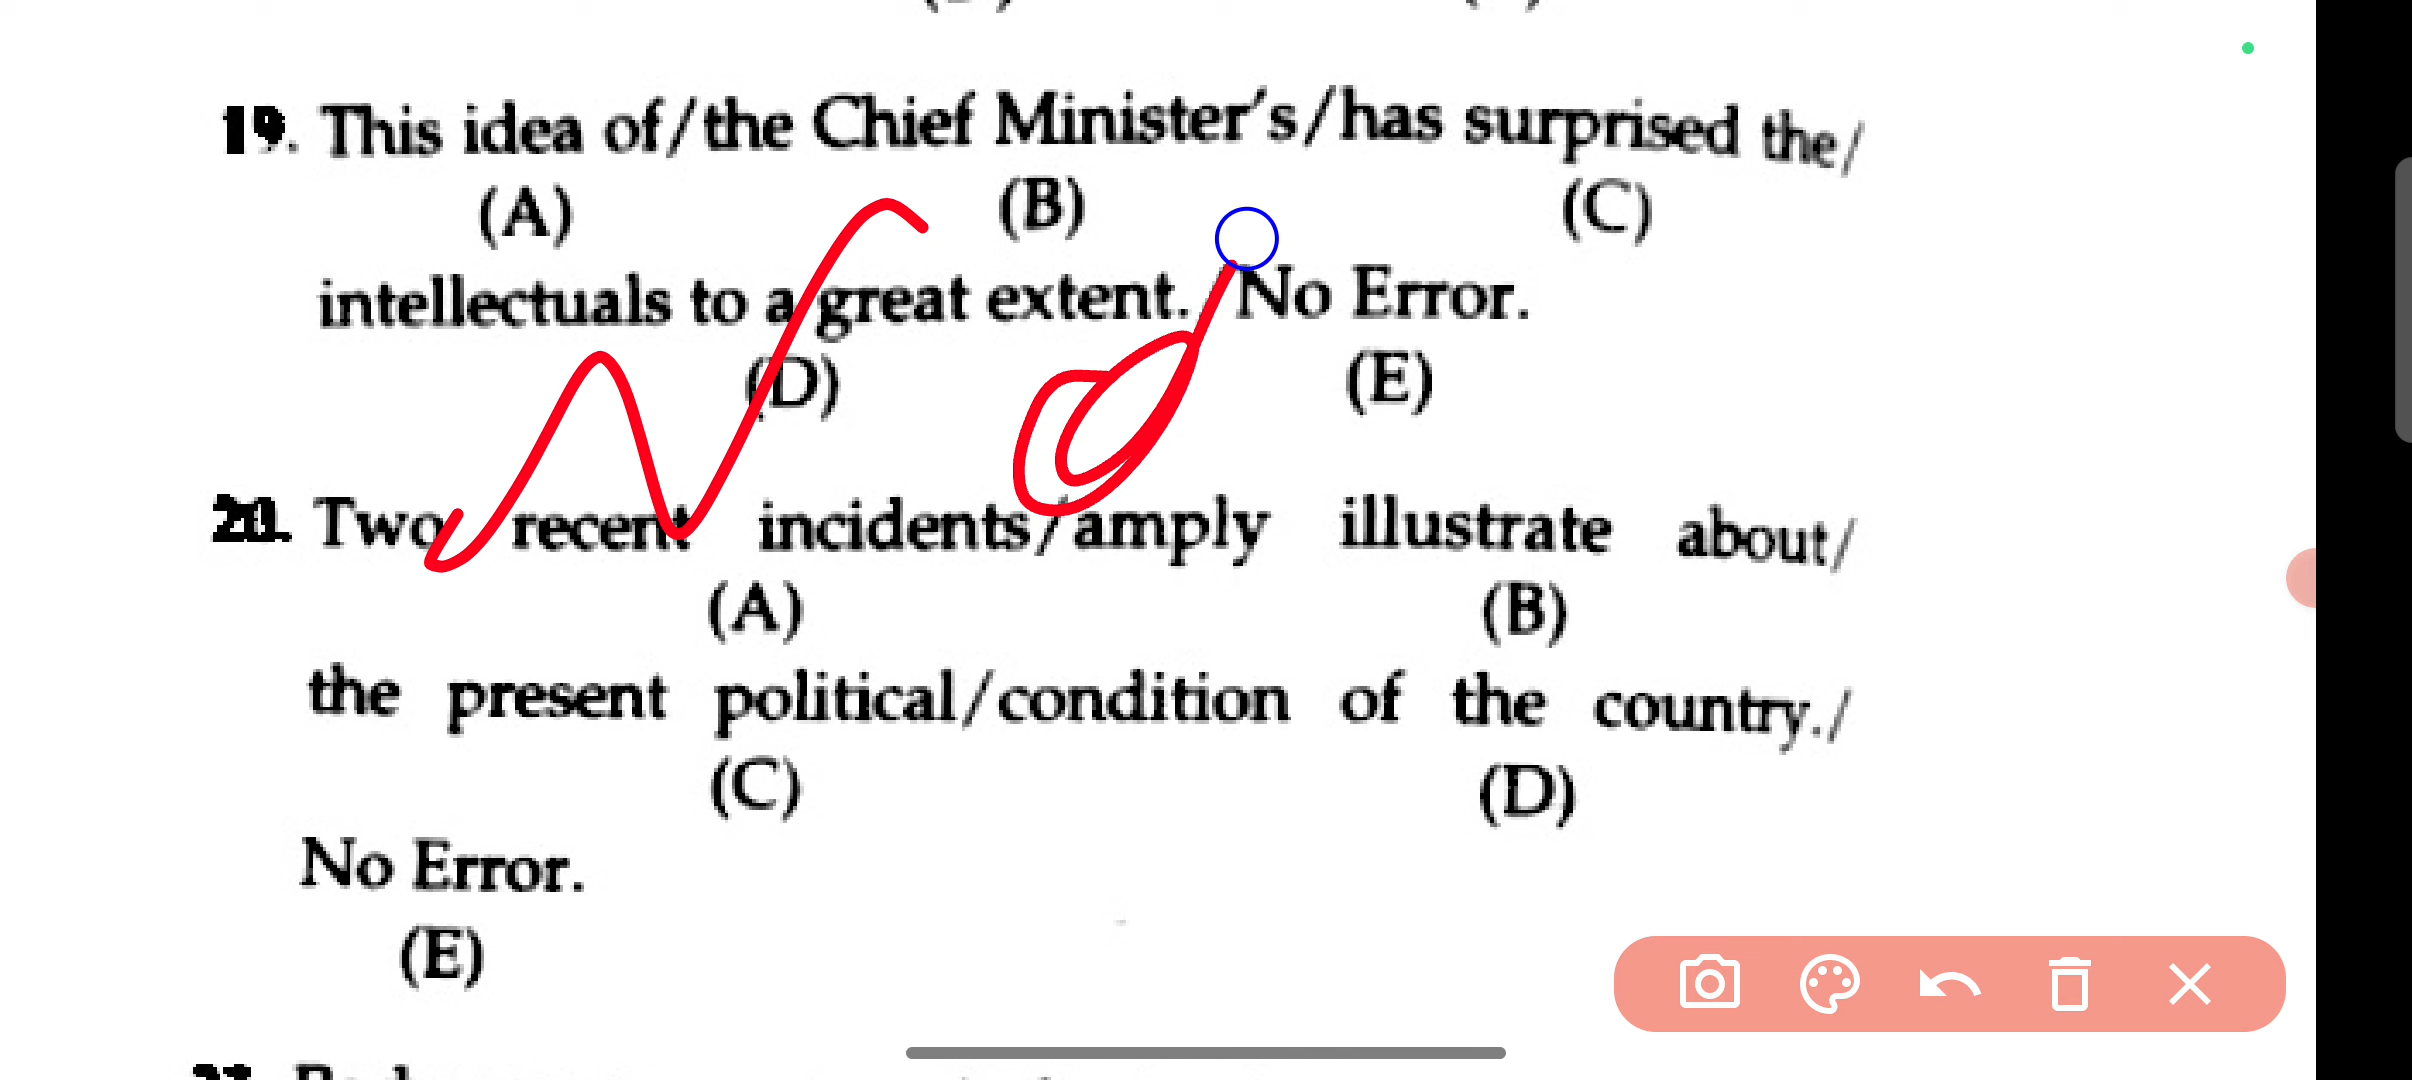 19. This idea of/the Chief Minister's/has surprised the/
(A) (B) (C)
intellectuals to a great extent./No Error.
(D) (E)
Two recent incidents/amply illustrate about/
(A) (B)
the present political/condition of the country./
(C) (D)
No Error.
(E)